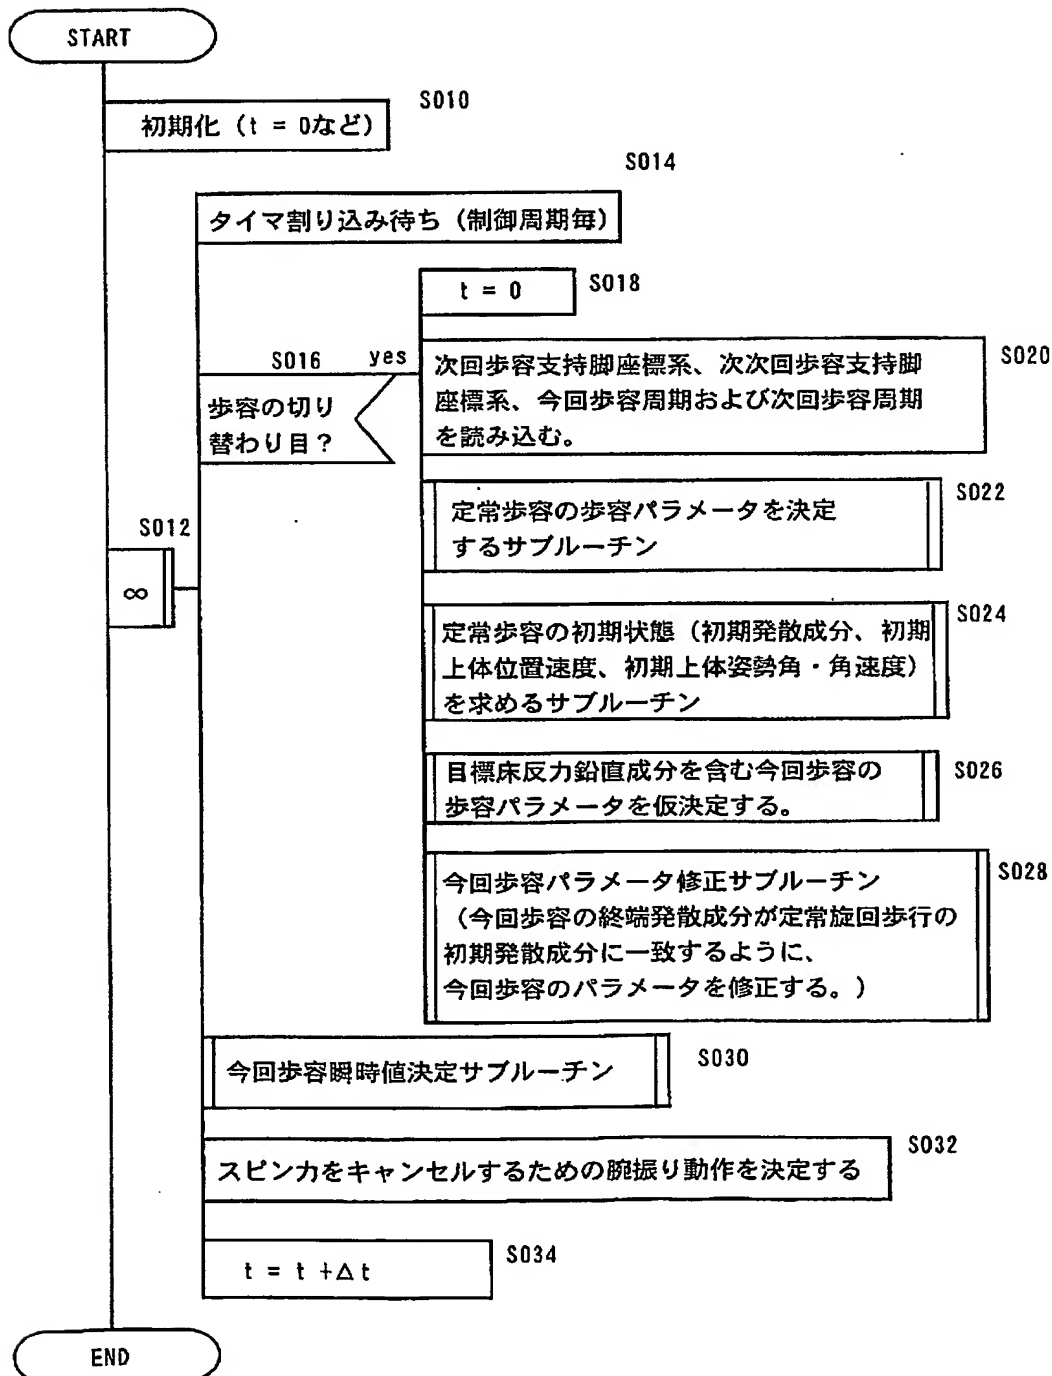 START
S010
初期化（t = 0など）
S014
タイマ割り込み待ち（制御周期毎）
t = 0
S018
S016
yes
歩容の切り
替わり目？
S020
次回歩容支持脚座標系、次次回歩容支持脚
座標系、今回歩容周期および次回歩容周期
を読み込む。
S022
定常歩容の歩容パラメータを決定
するサブルーチン
S012
∞
S024
定常歩容の初期状態（初期発散成分、初期
上体位置速度、初期上体姿勢角・角速度）
を求めるサブルーチン
S026
目標床反力鉛直成分を含む今回歩容の
歩容パラメータを仮決定する。
S028
今回歩容パラメータ修正サブルーチン
（今回歩容の終端発散成分が定常旋回歩行の
初期発散成分に一致するように、
今回歩容のパラメータを修正する。）
S030
今回歩容瞬時値決定サブルーチン
S032
スピン力をキャンセルするための腕振り動作を決定する
S034
t = t +Δt
END